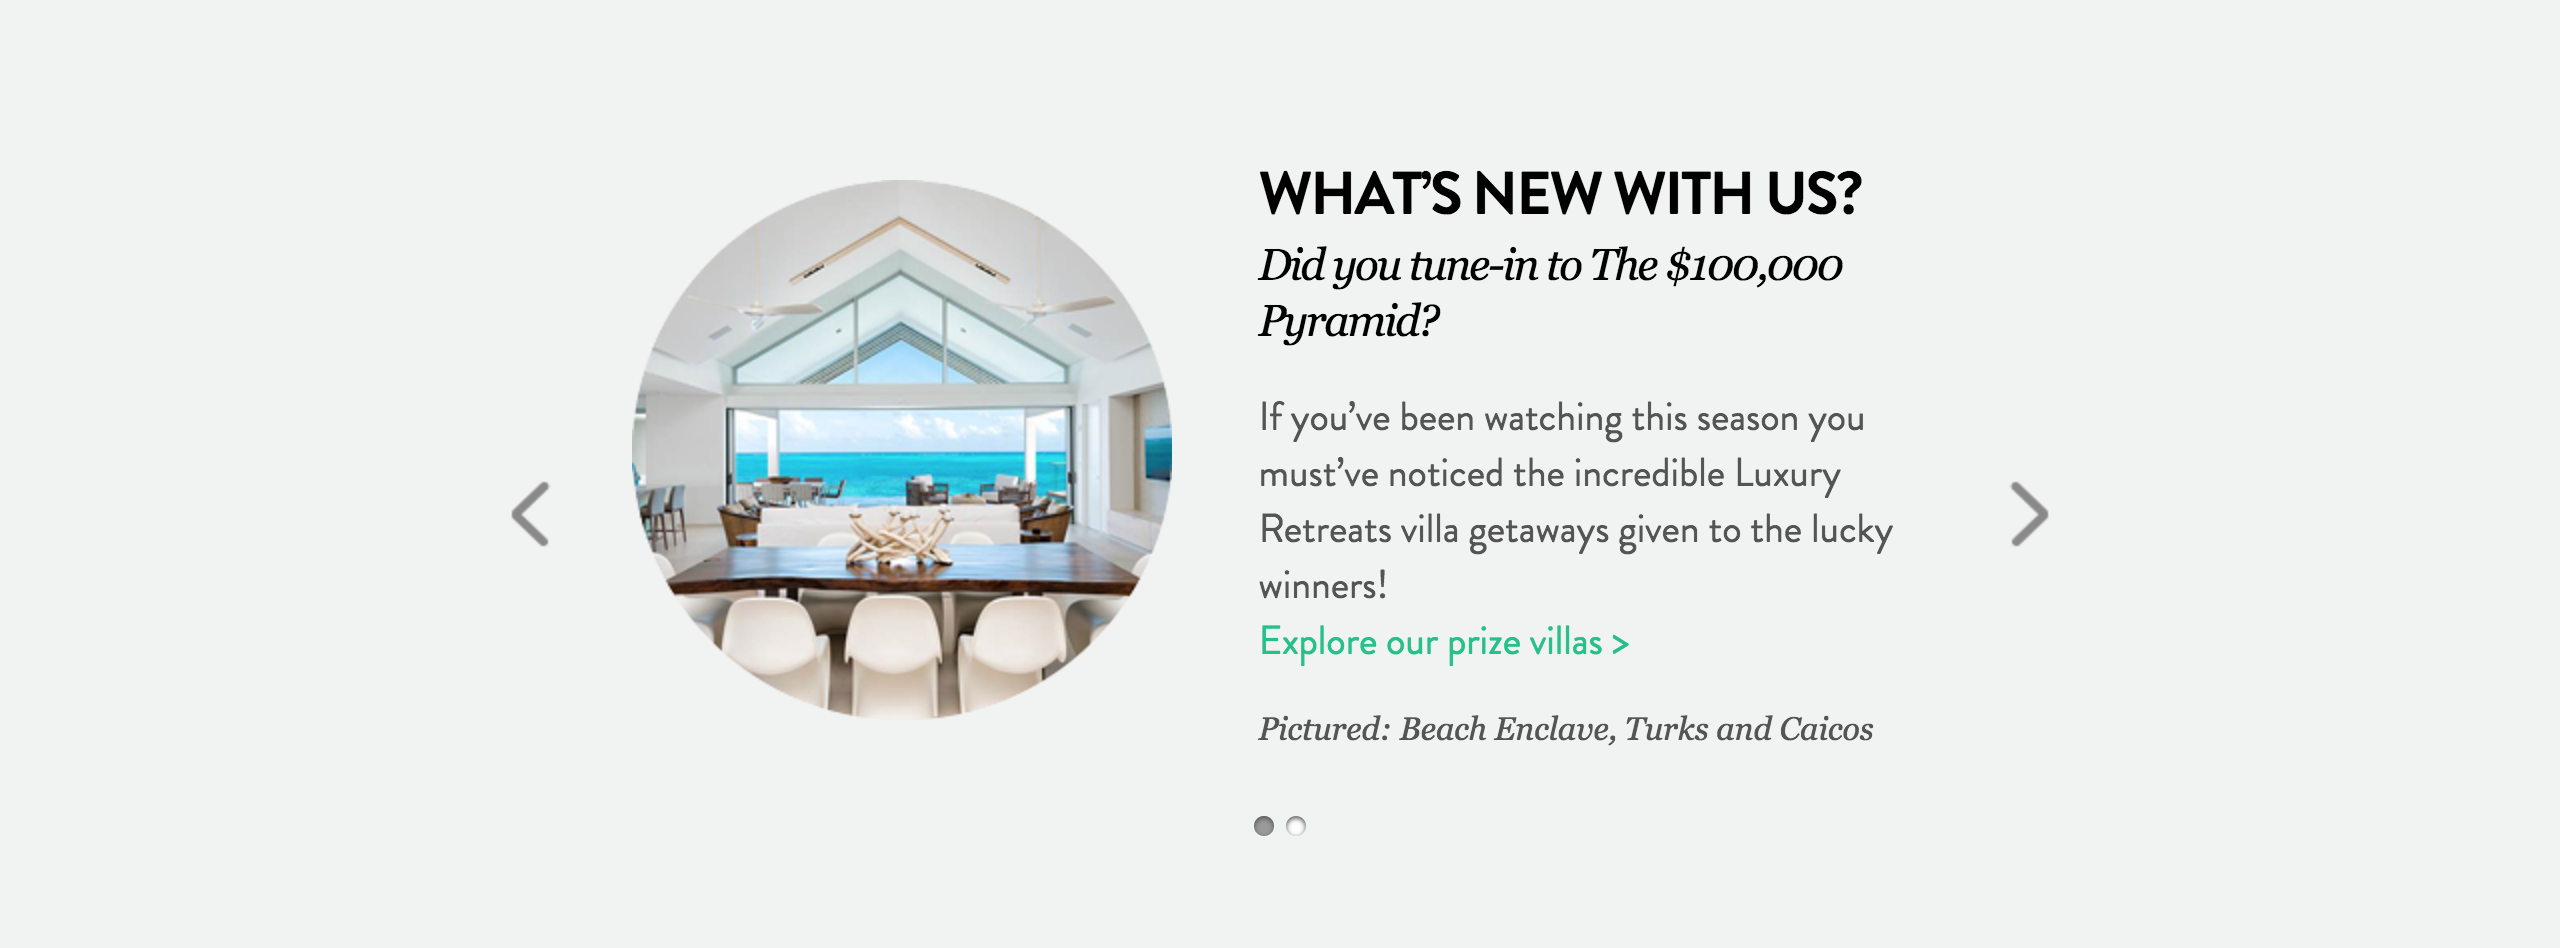 WHAT’S NEW WITH US?
Did you tune-in to The $100,000
Pyramid?
If you’ve been watching this season you
must’ve noticed the incredible Luxury
Retreats villa getaways given to the lucky
winners!
Explore our prize villas >
Pictured: Beach Enclave, Turks and Caicos